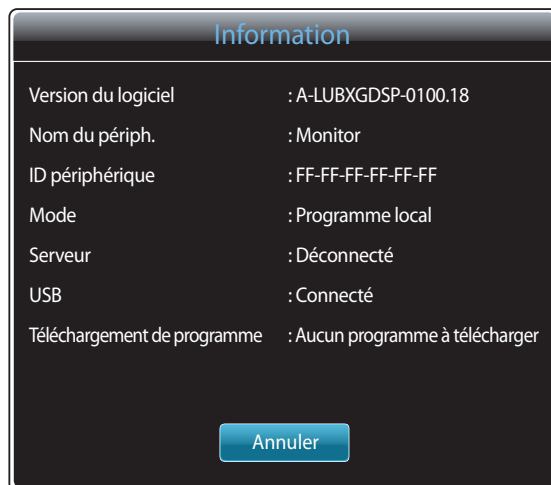 Information
Version du logiciel : A-LUBXGDSP-0100.18
Nom du périph. : Monitor
ID périphérique : FF-FF-FF-FF-FF-FF
Mode : Programme local
Serveur : Déconnecté
USB : Connecté
Téléchargement de programme : Aucun programme à télécharger
Annuler